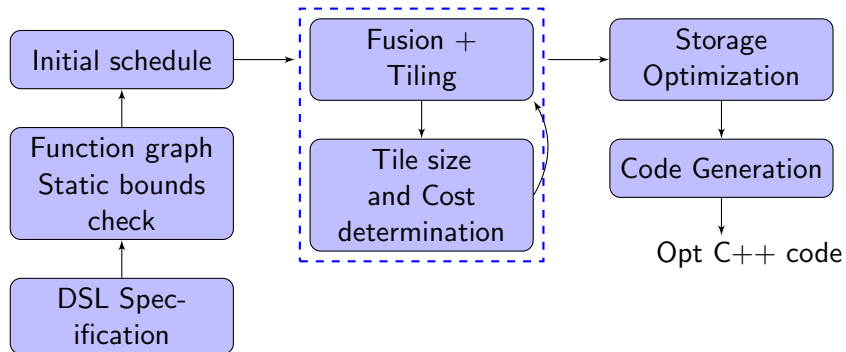 Initial schedule
Function graph
Static bounds
check
DSL Spec-
ification
Fusion +
Tiling
Tile size
and Cost
determination
Storage
Optimization
Code Generation
Opt C++ code